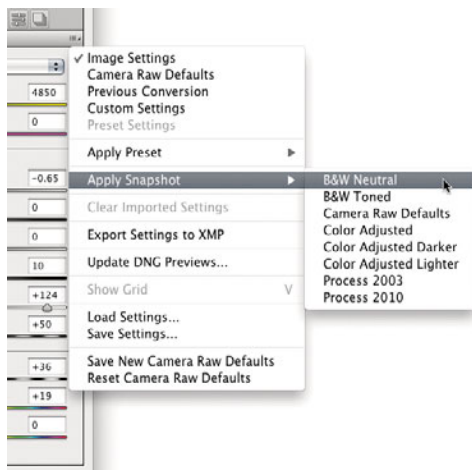 4850
0
-0.65
0
0
10
+124
+50
+36
+19
0
✓ Image Settings
Camera Raw Defaults
Previous Conversion
Custom Settings
Preset Settings
Apply Preset ▶
Apply Snapshot ▶
Clear Imported Settings
Export Settings to XMP
Update DNG Previews...
Show Grid V
Load Settings...
Save Settings...
Save New Camera Raw Defaults
Reset Camera Raw Defaults
B&W Neutral
B&W Toned
Camera Raw Defaults
Color Adjusted
Color Adjusted Darker
Color Adjusted Lighter
Process 2003
Process 2010